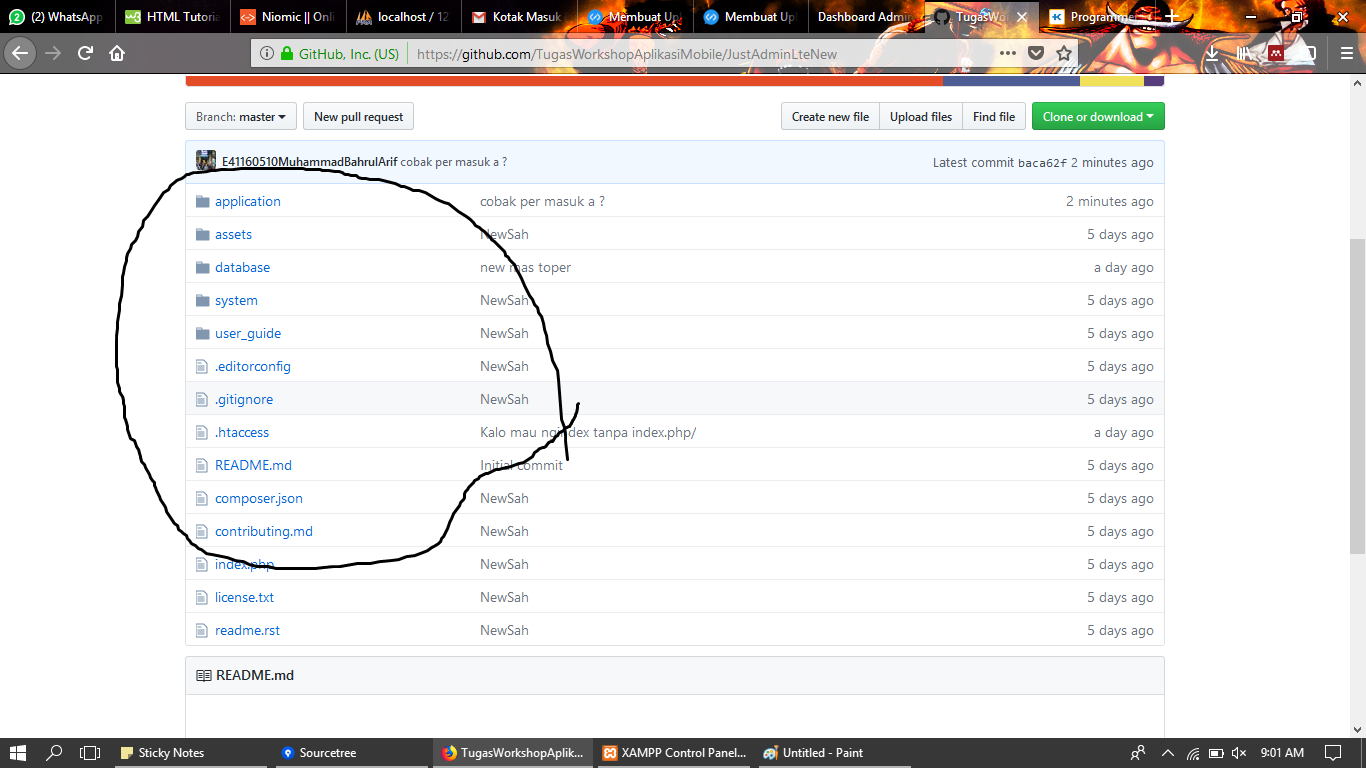 (2) WhatsApp
HTML Tutoria
Niomic || Onli
localhost / 12
Kotak Masuk
Membuat Up
Membuat Upl
Dashboard Admi
TugasWo
Programme
GitHub, Inc. (US)
https://github.com/TugasWorkshopAplikasiMobile/JustAdminLteNew
Branch: master
New pull request
Create new file
Upload files
Find file
Clone or download
E41160510MuhammadBahrulArif cobak per masuk a ?
Latest commit baca62f 2 minutes ago
application cobak per masuk a ? 2 minutes ago
assets NewSah 5 days ago
database new mas toper a day ago
system NewSah 5 days ago
user_guide NewSah 5 days ago
.editorconfig NewSah 5 days ago
.gitignore NewSah 5 days ago
.htaccess Kalo mau ngindex tanpa index.php/ a day ago
README.md Initial commit 5 days ago
composer.json NewSah 5 days ago
contributing.md NewSah 5 days ago
index.php NewSah 5 days ago
license.txt NewSah 5 days ago
readme.rst NewSah 5 days ago
README.md
Sticky Notes
Sourcetree
TugasWorkshopAplik...
XAMPP Control Panel...
Untitled - Paint
9:01 AM